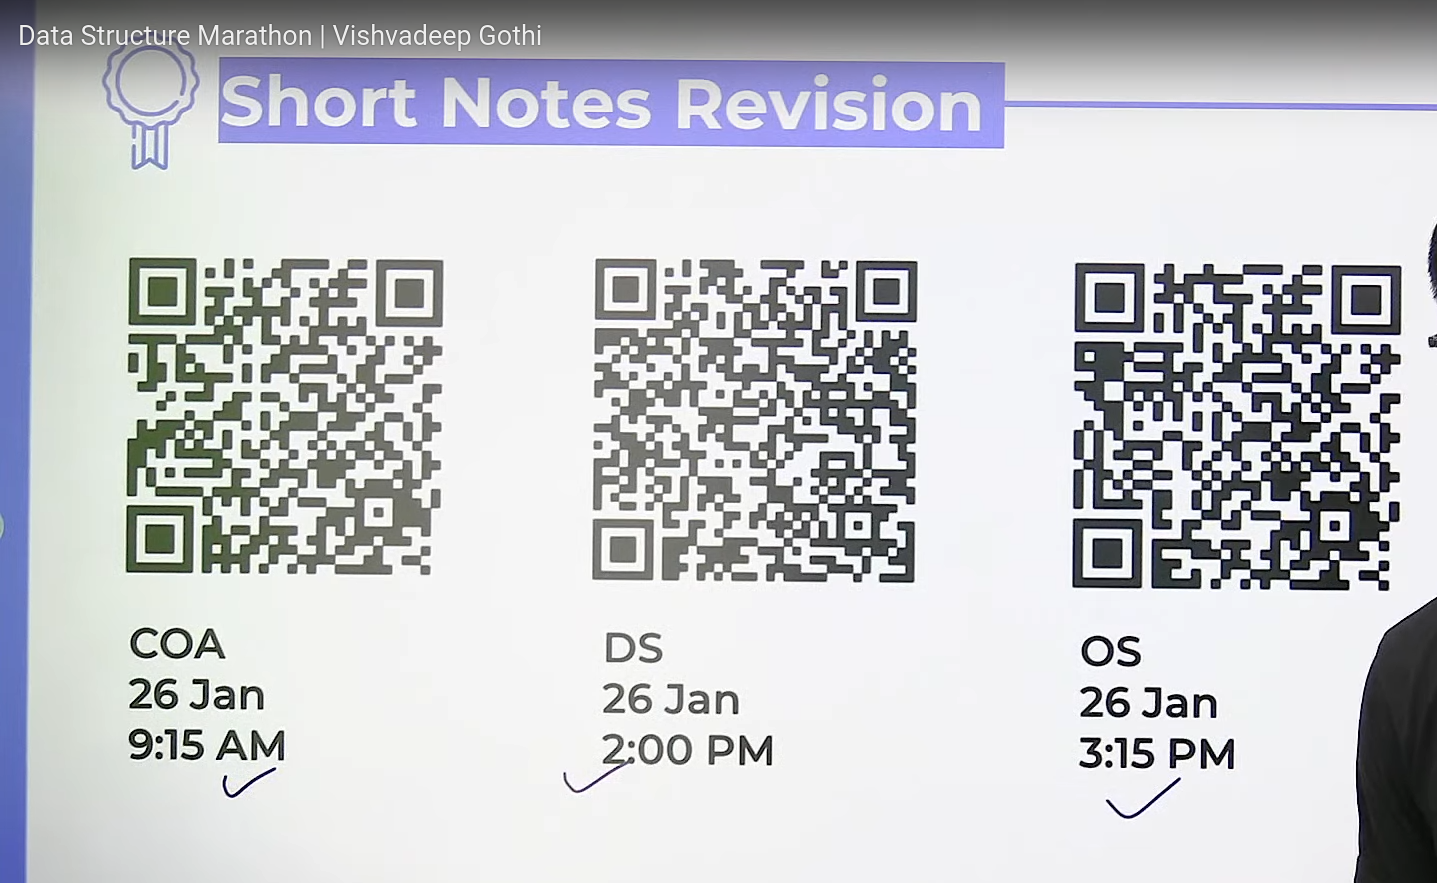 Data Structure Marathon | Vishvadeep Gothi
Short Notes Revision
COA
26 Jan
9:15 AM
DS
26 Jan
2:00 PM
OS
26 Jan
3:15 PM